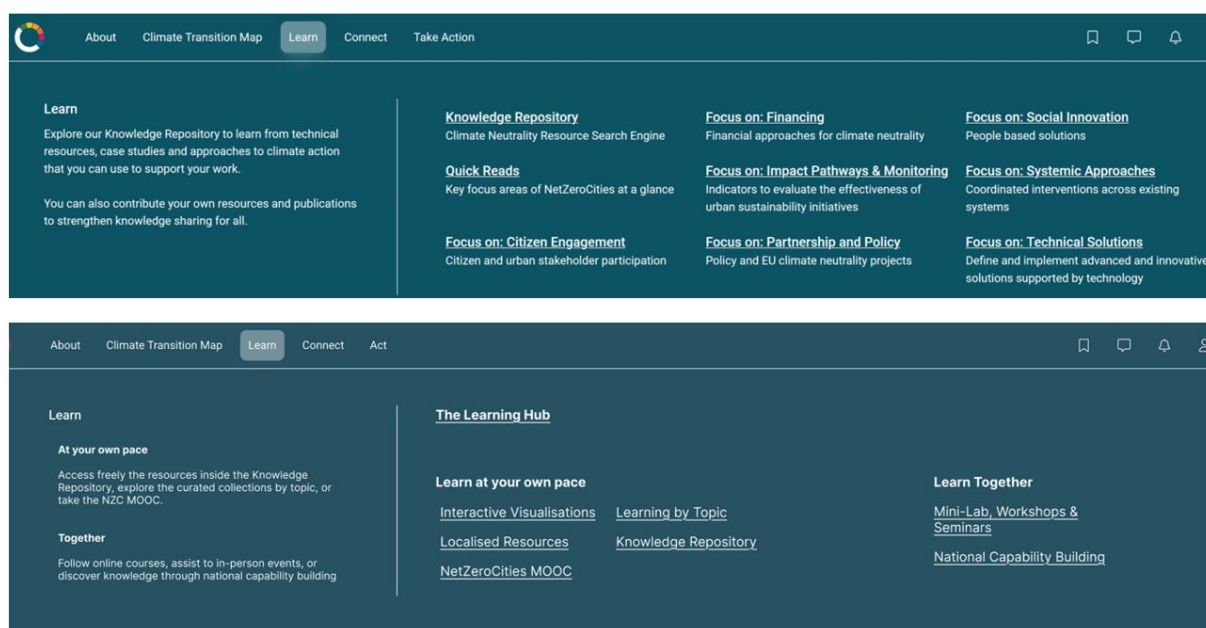 About Climate Transition Map Learn Connect Take Action
Learn
Explore our Knowledge Repository to learn from technical
resources, case studies and approaches to climate action
that you can use to support your work.
You can also contribute your own resources and publications
to strengthen knowledge sharing for all.
Knowledge Repository
Climate Neutrality Resource Search Engine
Quick Reads
Key focus areas of NetZeroCities at a glance
Focus on: Citizen Engagement
Citizen and urban stakeholder participation
Focus on: Financing
Financial approaches for climate neutrality
Focus on: Impact Pathways & Monitoring
Indicators to evaluate the effectiveness of
urban sustainability initiatives
Focus on: Partnership and Policy
Policy and EU climate neutrality projects
Focus on: Social Innovation
People based solutions
Focus on: Systemic Approaches
Coordinated interventions across existing
systems
Focus on: Technical Solutions
Define and implement advanced and innovative
solutions supported by technology
About Climate Transition Map Learn Connect Act
Learn
At your own pace
Access freely the resources inside the Knowledge
Repository, explore the curated collections by topic, or
take the NZC MOOC.
Together
Follow online courses, assist to in-person events, or
discover knowledge through national capability building
The Learning Hub
Learn at your own pace
Interactive Visualisations
Localised Resources
NetZeroCities MOOC
Learning by Topic
Knowledge Repository
Learn Together
Mini-Lab, Workshops &
Seminars
National Capability Building